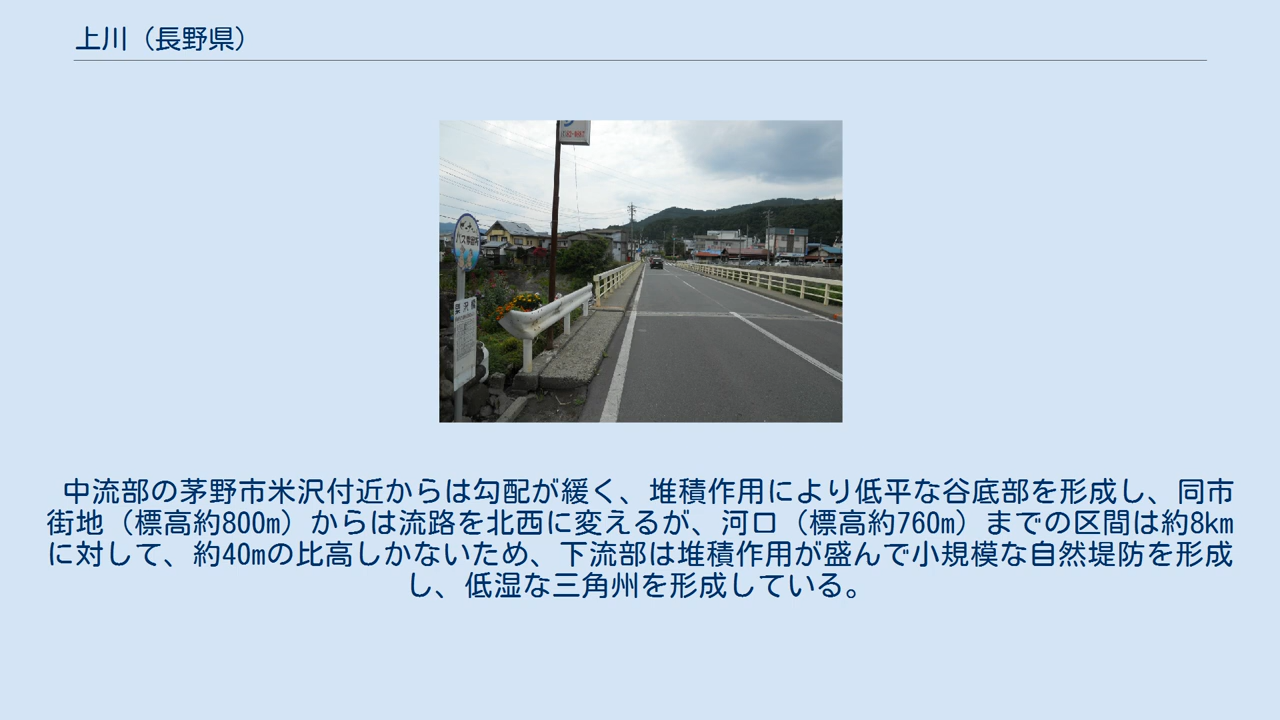 上川（長野県）
中流部の茅野市米沢付近からは勾配が緩く、堆積作用により低平な谷底部を形成し、同市
街地（標高約800m）からは流路を北西に変えるが、河口（標高約760m）までの区間は約8km
に対して、約40mの比高しかないため、下流部は堆積作用が盛んで小規模な自然堤防を形成
し、低湿な三角州を形成している。